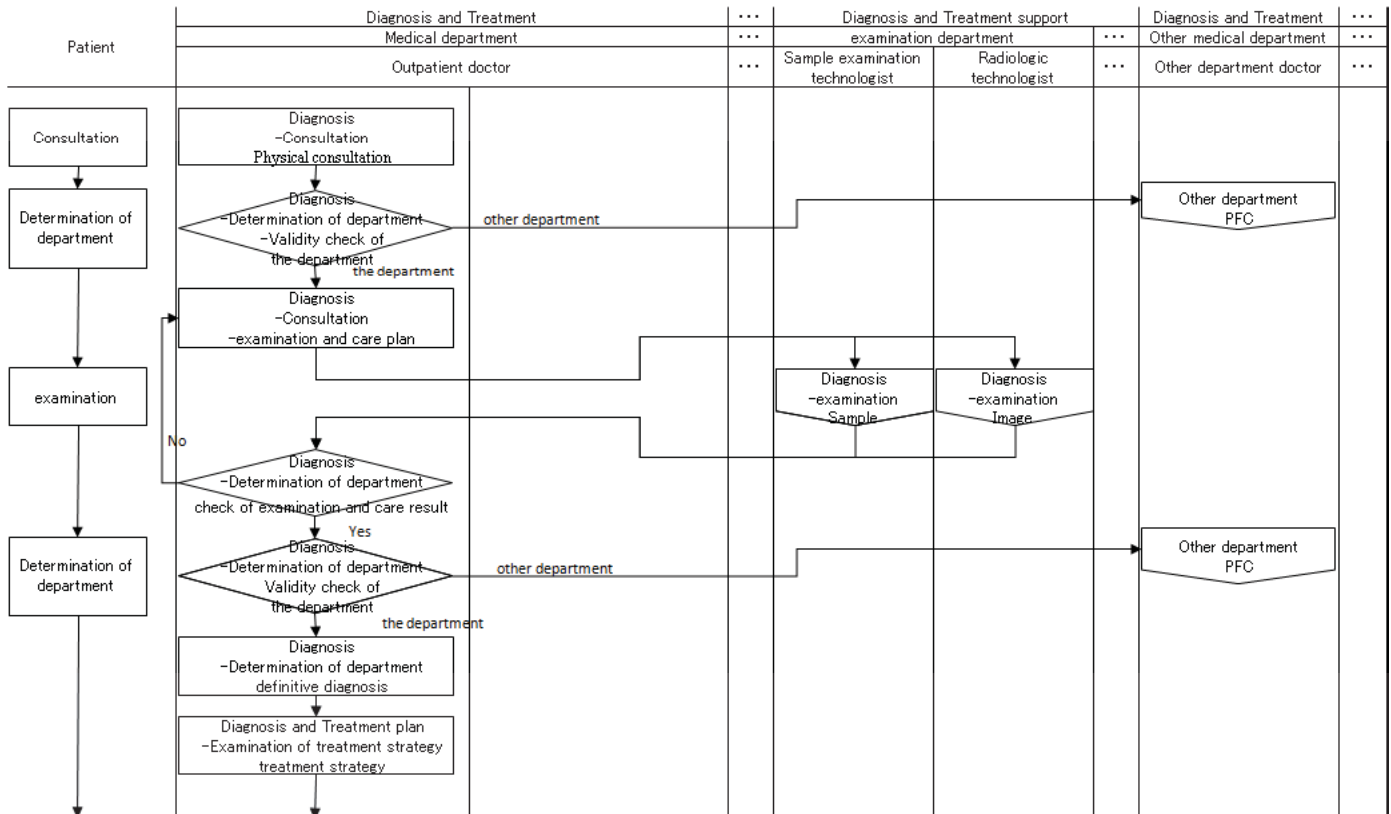 Patient
Diagnosis and Treatment
...
Diagnosis and Treatment support
Diagnosis and Treatment
...
Medical department
...
examination department
...
Other medical department
...
Outpatient doctor
...
Sample examination
technologist
Radiologic
technologist
...
Other department doctor
...
Consultation
Diagnosis
-Consultation
Physical consultation
Determination of
department
Diagnosis
-Determination of department
-Validity check of
the department
other department
Other department
PFC
the department
Diagnosis
-Consultation
-examination and care plan
examination
Diagnosis
-examination
Sample
Diagnosis
-examination
Image
No
Diagnosis
-Determination of department
check of examination and care result
Yes
Determination of
department
Diagnosis
-Determination of department
Validity check of
the department
other department
Other department
PFC
the department
Diagnosis
-Determination of department
definitive diagnosis
Diagnosis and Treatment plan
-Examination of treatment strategy
treatment strategy